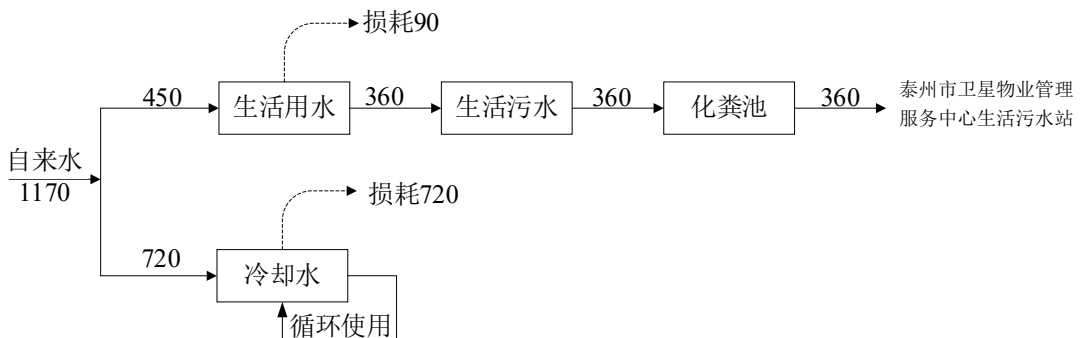 损耗90
450
生活用水
360
生活污水
360
化粪池
360
泰州市卫星物业管理
服务中心生活污水站
自来水
1170
损耗720
720
冷却水
循环使用